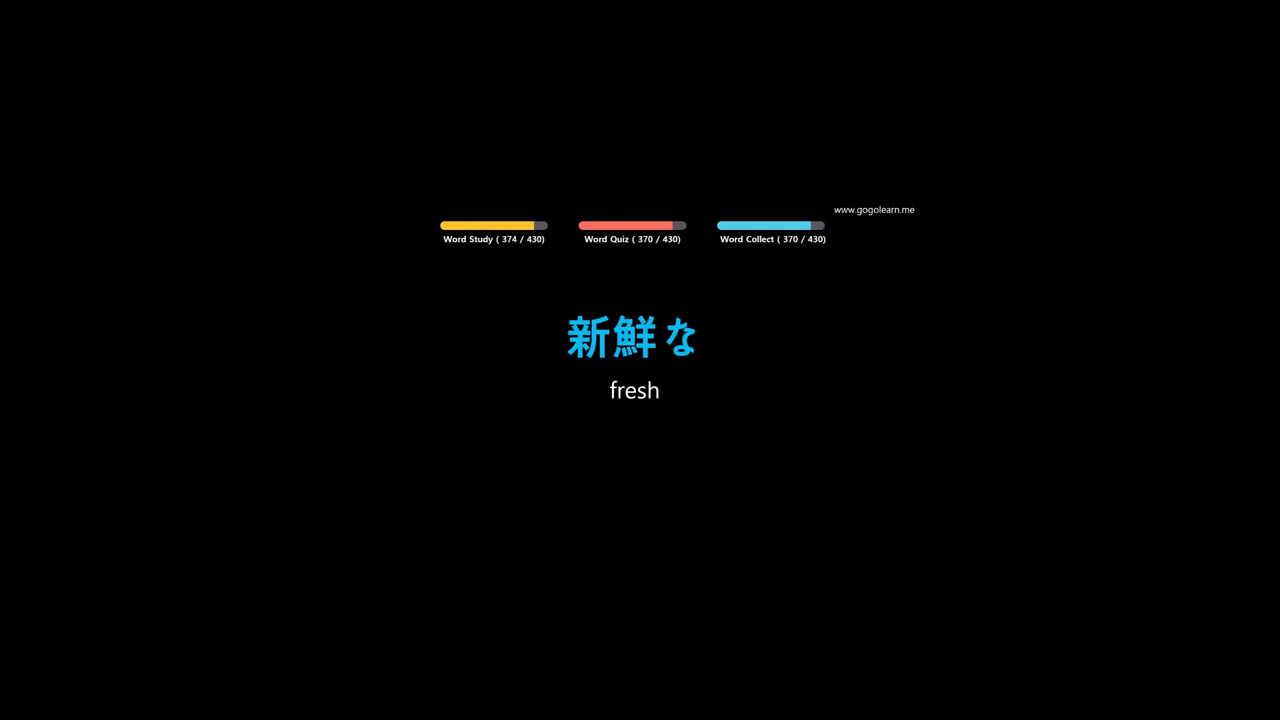 www.gogolearn.me
Word Study ( 374 / 430)
Word Quiz ( 370 / 430)
Word Collect ( 370 / 430)
新鮮な
fresh